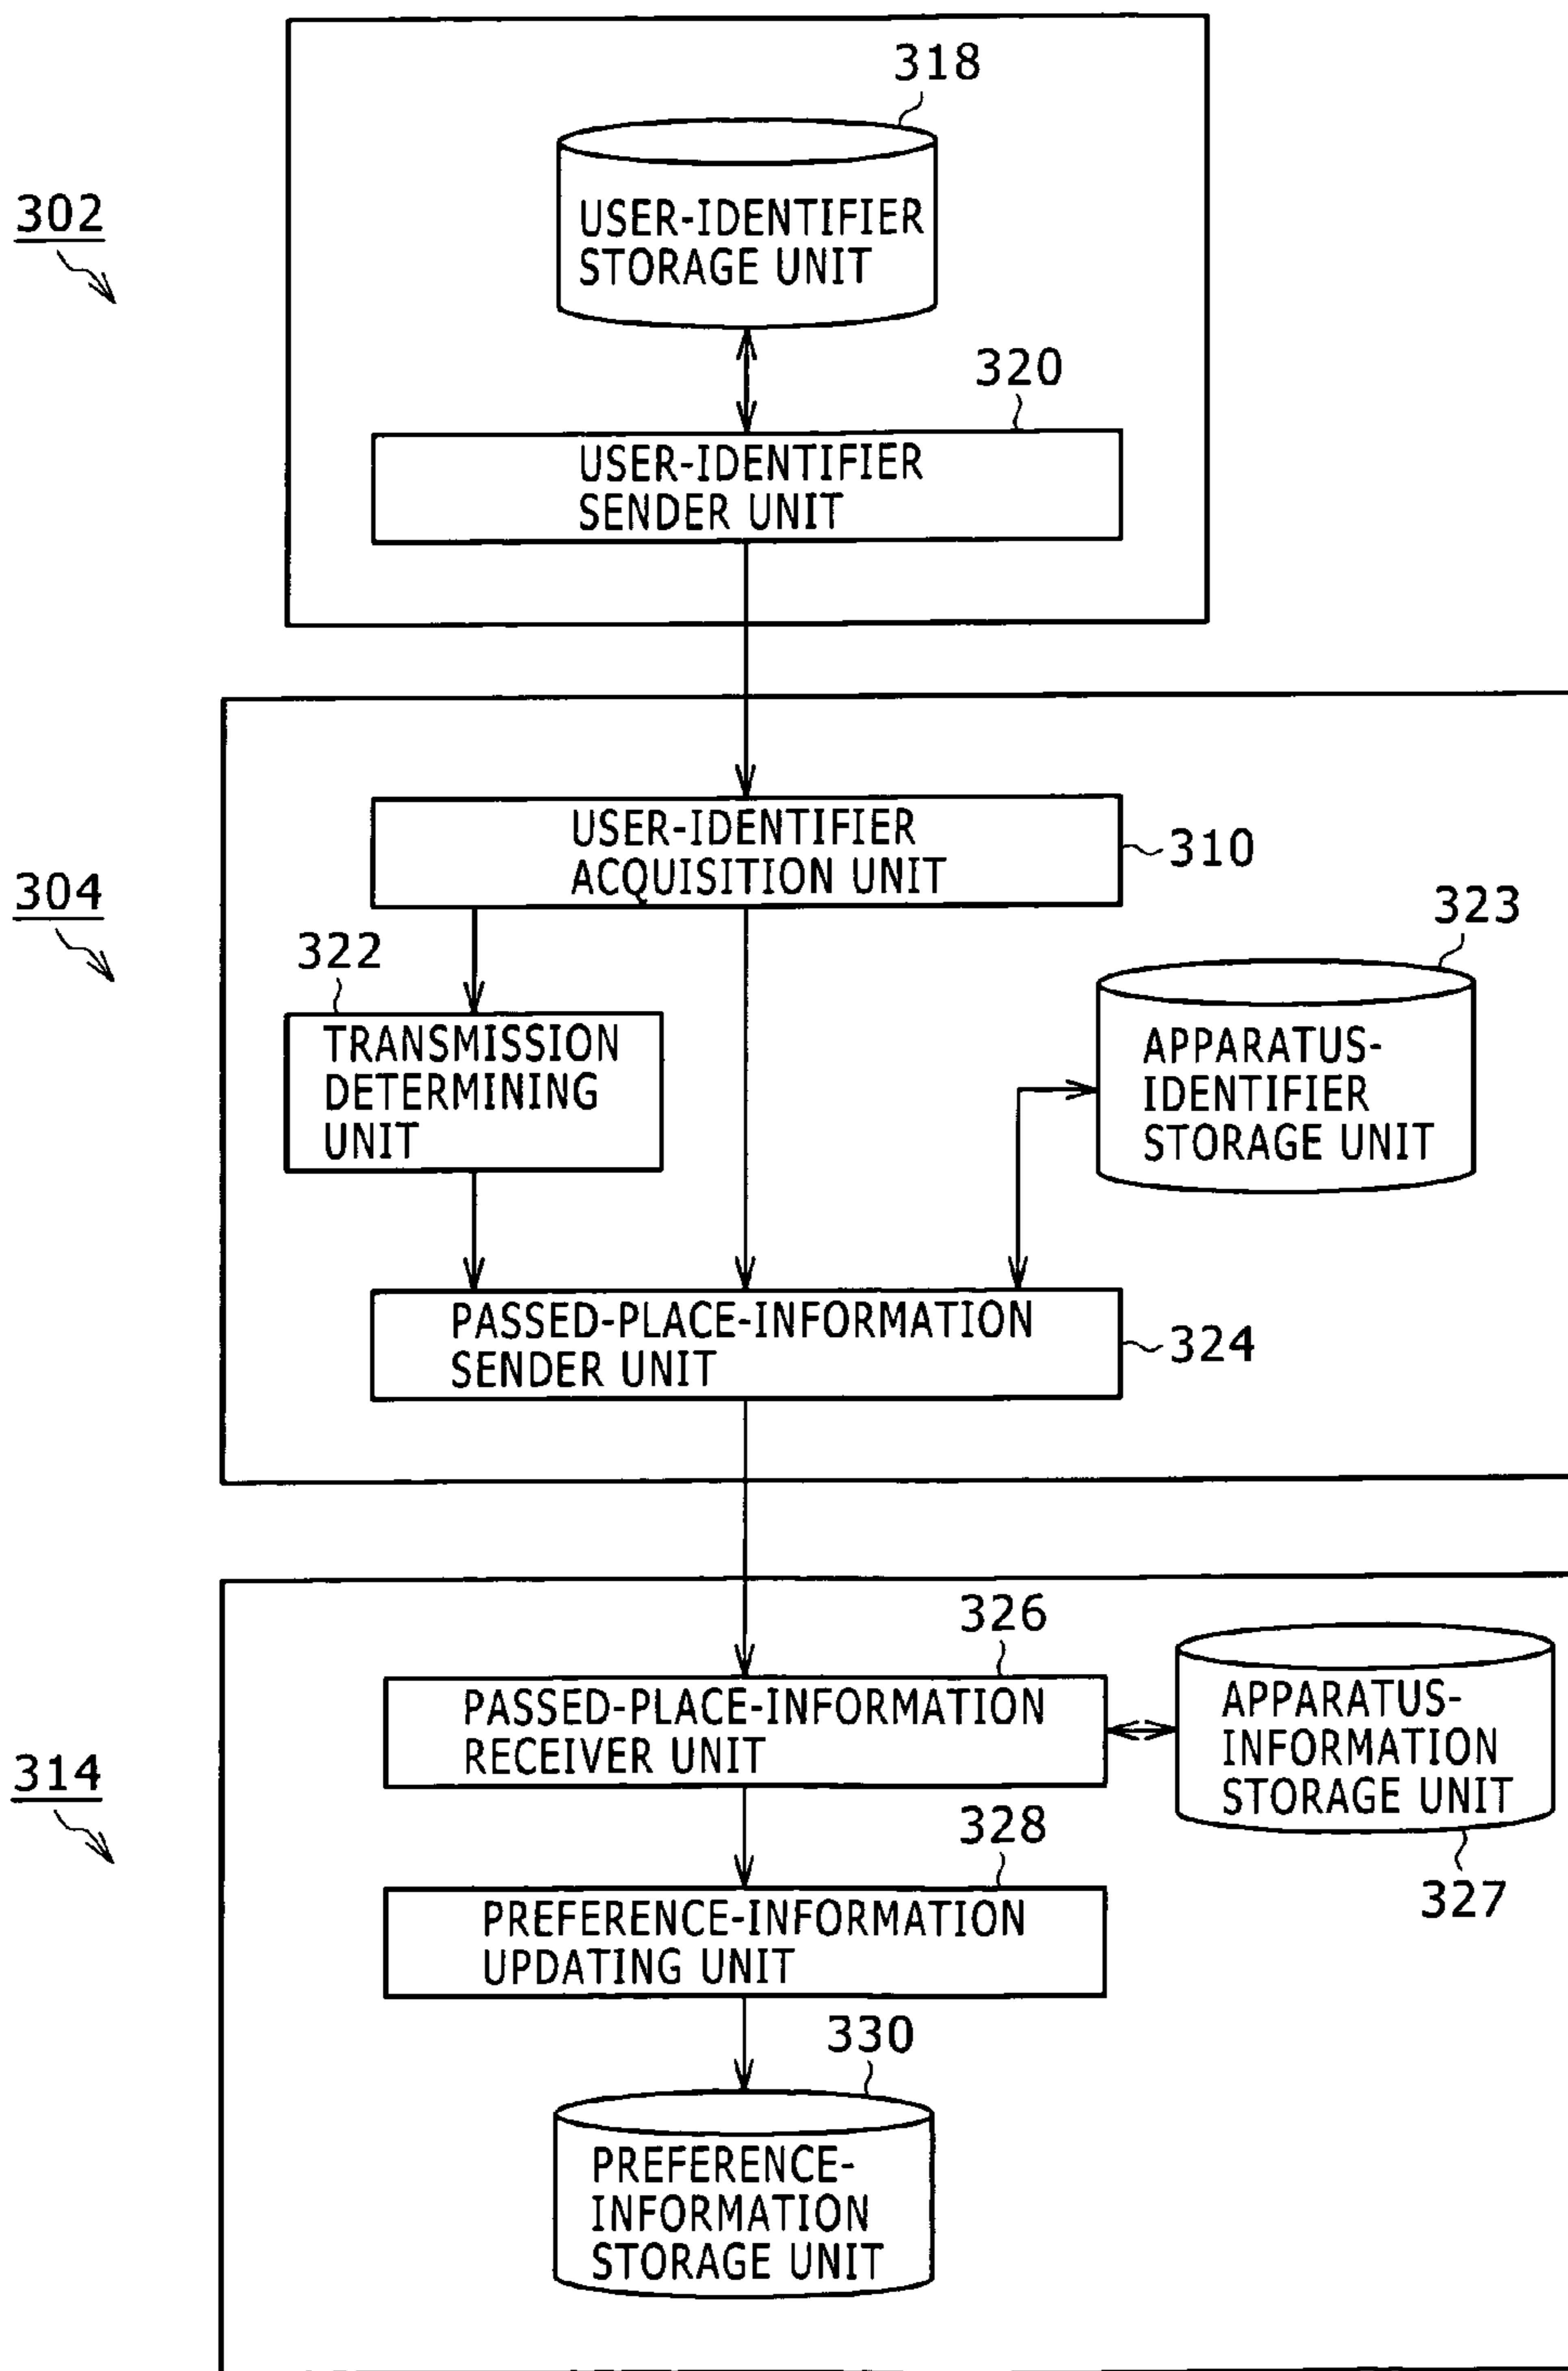 318
302
USER-IDENTIFIER
STORAGE UNIT
320
USER-IDENTIFIER
SENDER UNIT
USER-IDENTIFIER
ACQUISITION UNIT
310
304
322
323
TRANSMISSION
DETERMINING
UNIT
APPARATUS-
IDENTIFIER
STORAGE UNIT
PASSED-PLACE-INFORMATION
SENDER UNIT
324
326
PASSED-PLACE-INFORMATION
RECEIVER UNIT
APPARATUS-
INFORMATION
STORAGE UNIT
314
328
327
PREFERENCE-INFORMATION
UPDATING UNIT
330
PREFERENCE-
INFORMATION
STORAGE UNIT